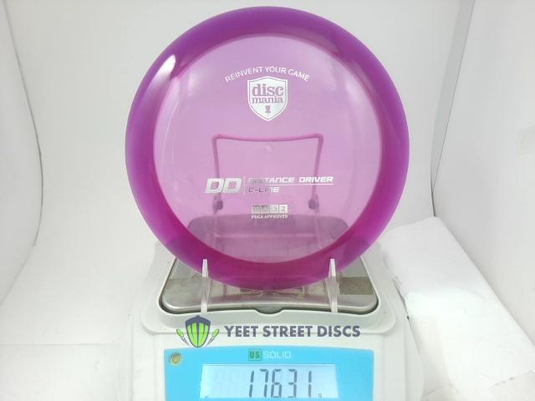 REINVENT YOUR GAME
disc
mania
DD DISTANCE DRIVER
C-LINE
PDGA APPROVED
YEET STREET DISCS
US SOLID
176.31